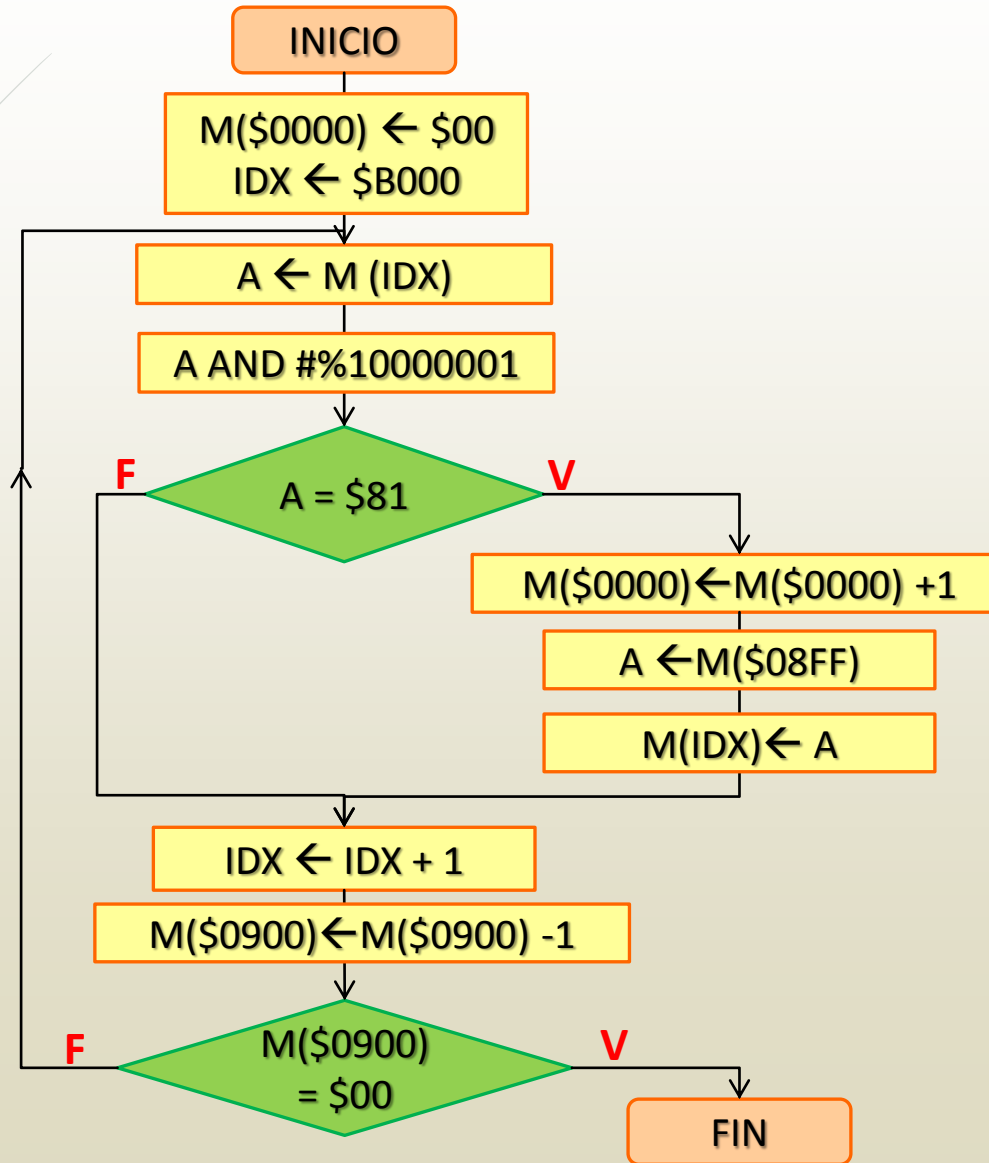 INICIO
M($0000) ← $00
IDX ← $B000
A ← M (IDX)
A AND #%10000001
F
V
A = $81
M($0000)←M($0000) +1
A ←M($08FF)
M(IDX)← A
IDX ← IDX + 1
M($0900)←M($0900) -1
F
V
M($0900)
= $00
FIN